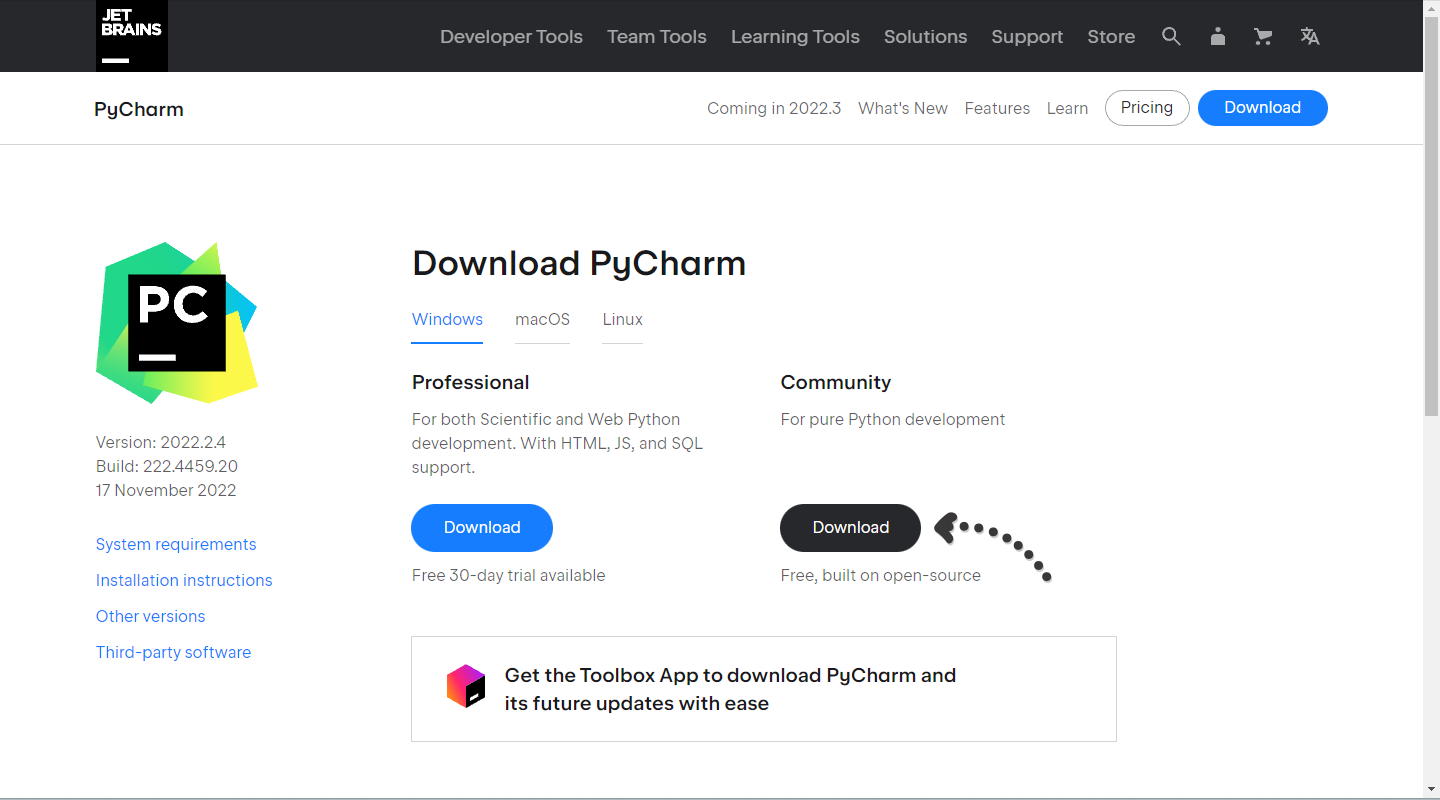 JET
BRAINS
Developer Tools Team Tools Learning Tools Solutions Support Store
PyCharm
Coming in 2022.3 What's New Features Learn Pricing Download
PC
Version: 2022.2.4
Build: 222.4459.20
17 November 2022
System requirements
Installation instructions
Other versions
Third-party software
Download PyCharm
Windows macOS Linux
Professional
For both Scientific and Web Python
development. With HTML, JS, and SQL
support.
Download
Free 30-day trial available
Community
For pure Python development
Download
Free, built on open-source
Get the Toolbox App to download PyCharm and
its future updates with ease